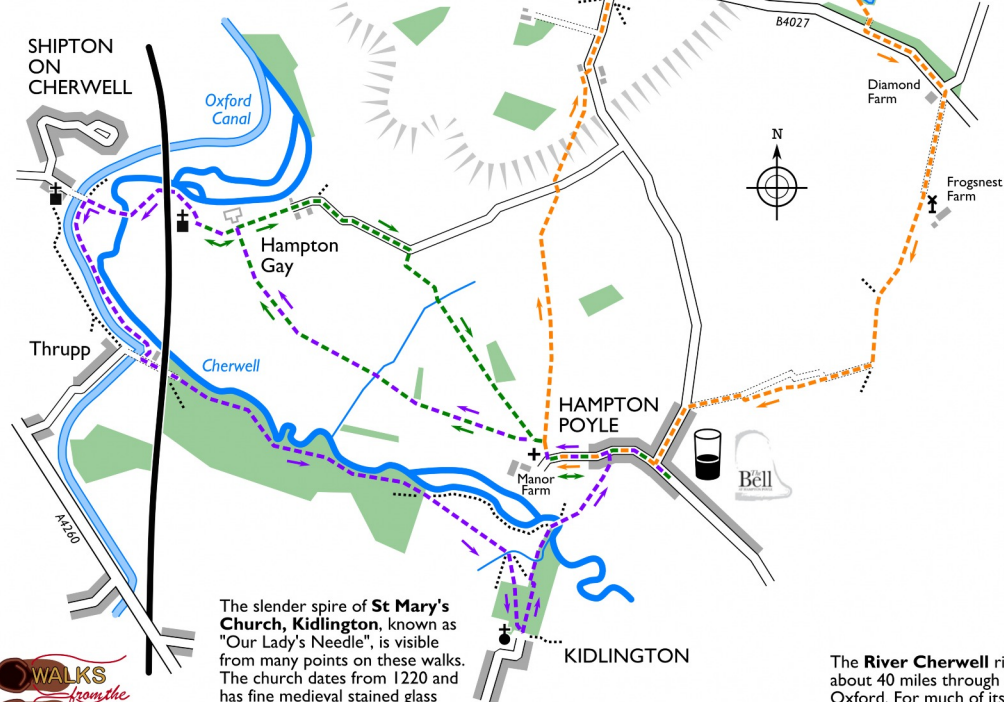 SHIPTON
ON
CHERWELL
B4027
Diamond
Farm
Oxford
Canal
N
Frogsnest
Farm
Hampton
Gay
Thrupp
Cherwell
HAMPTON
POYLE
Manor
Farm
The
Bell
A4260
The slender spire of St Mary's
Church, Kidlington, known as
"Our Lady's Needle", is visible
from many points on these walks.
The church dates from 1220 and
has fine medieval stained glass
KIDLINGTON
WALKS
from the
The River Cherwell ri
about 40 miles through
Oxford. For much of its